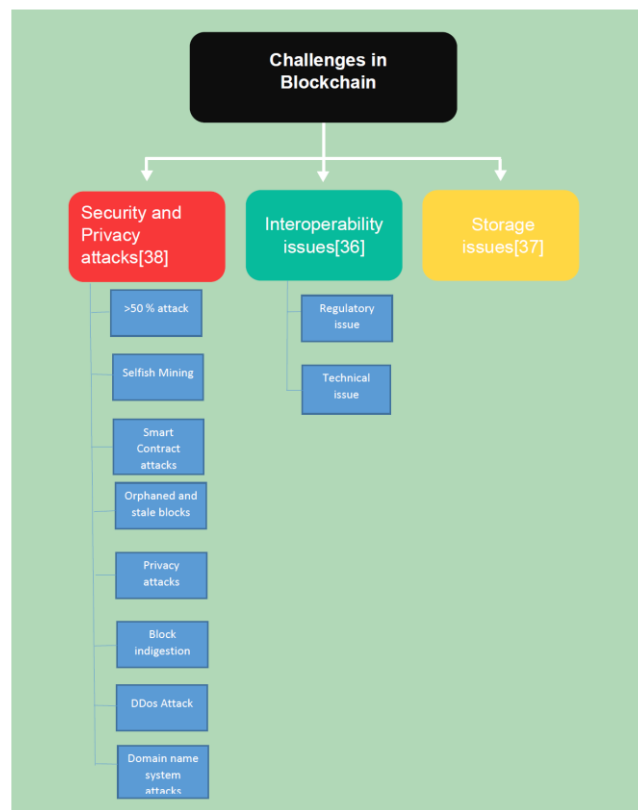 Challenges in
Blockchain
Security and
Privacy
attacks[38]
Interoperability
issues[36]
Storage
issues[37]
>50 % attack
Selfish Mining
Smart
Contract
attacks
Orphaned and
stale blocks
Privacy
attacks
Block
indigestion
DDos Attack
Domain name
system
attacks
Regulatory
issue
Technical
issue